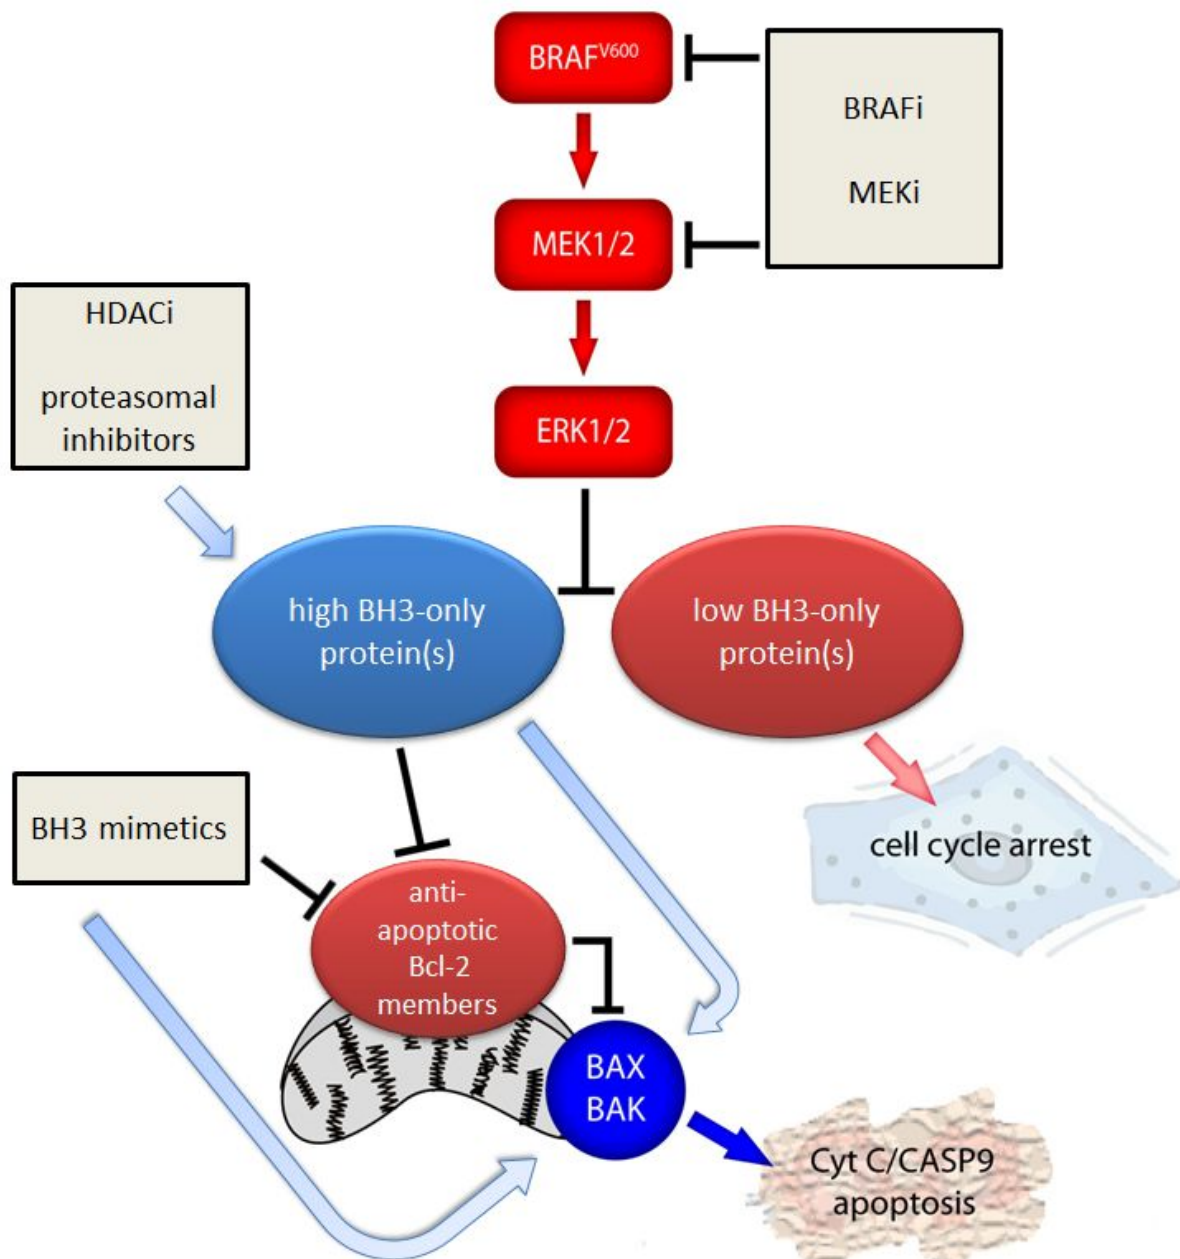 BRAFV600
BRAFi
MEKi
MEK1/2
HDACi
proteasomal
inhibitors
ERK1/2
high BH3-only
protein(s)
low BH3-only
protein(s)
BH3 mimetics
cell cycle arrest
anti-
apoptotic
Bcl-2
members
BAX
BAK
Cyt C/CASP9
apoptosis